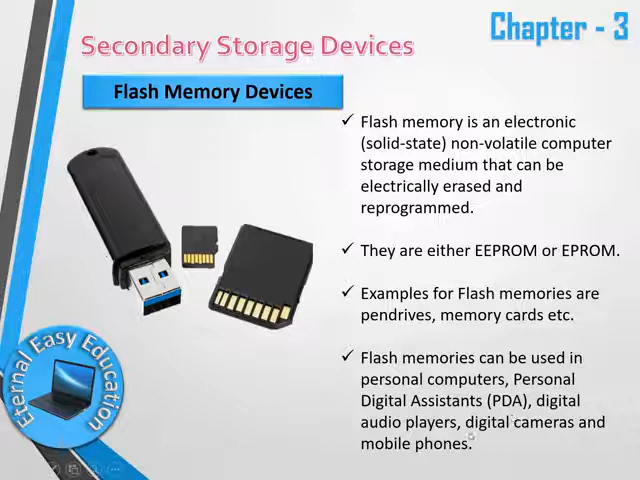 Chapter - 3
Secondary Storage Devices
Flash Memory Devices
✓ Flash memory is an electronic
(solid-state) non-volatile computer
storage medium that can be
electrically erased and
reprogrammed.
✓ They are either EEPROM or EPROM.
✓ Examples for Flash memories are
pendrives, memory cards etc.
✓ Flash memories can be used in
personal computers, Personal
Digital Assistants (PDA), digital
audio players, digital cameras and
mobile phones.
Eternal Easy Education